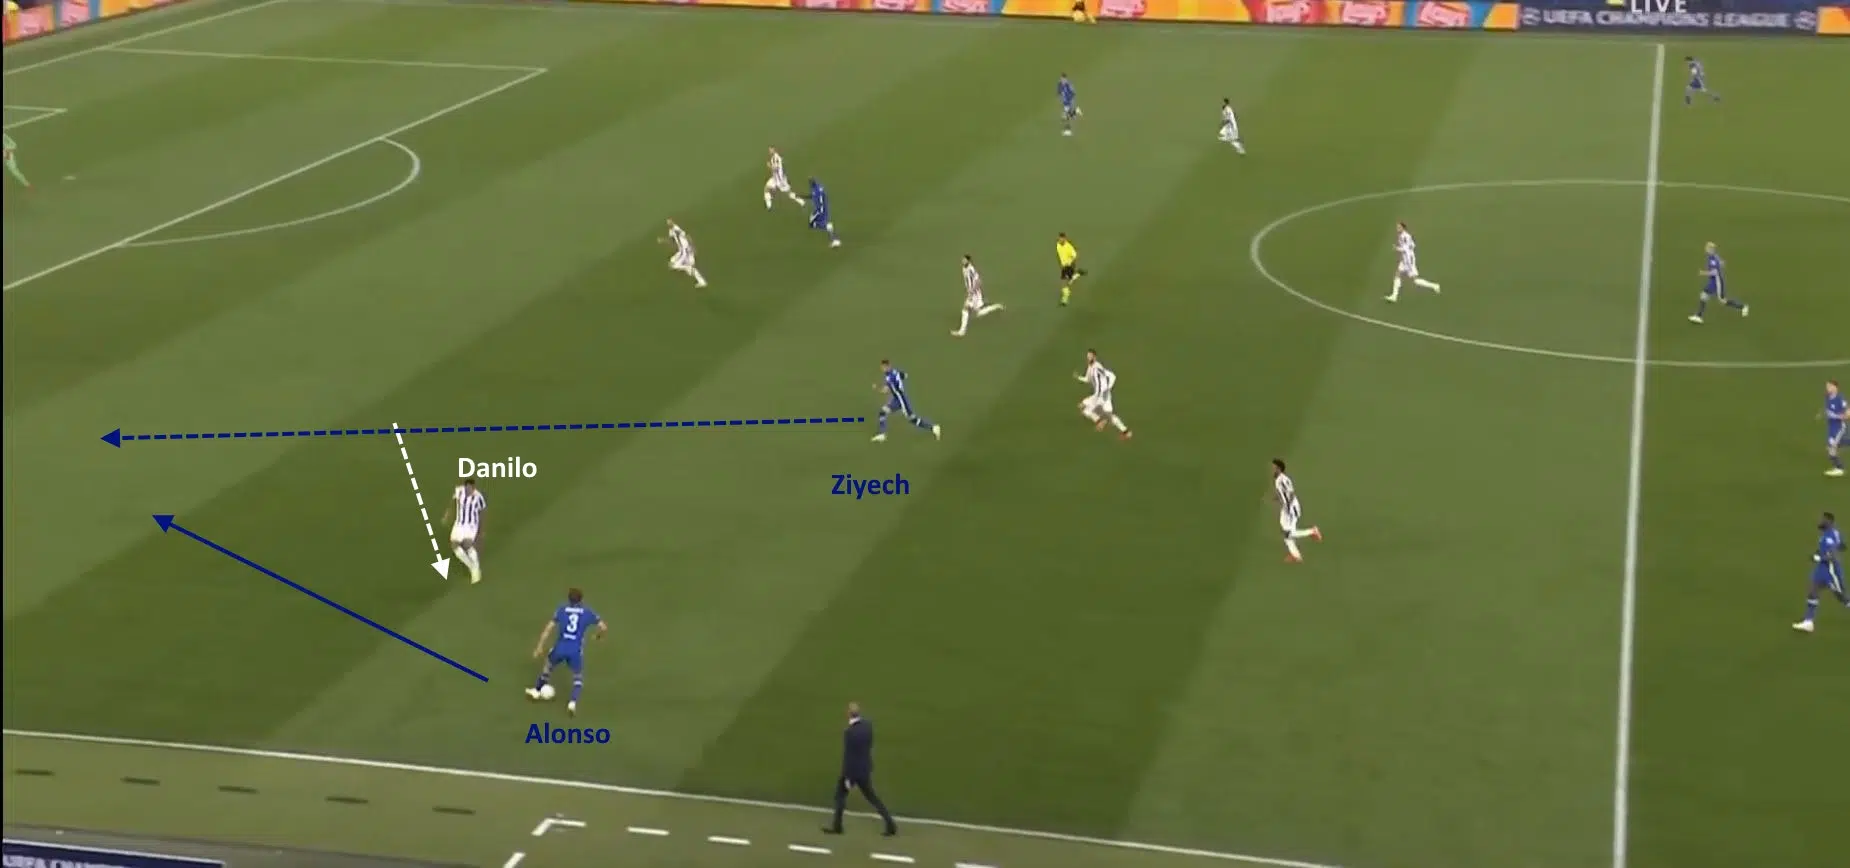 LIVE
UEFA CHAMPIONS LEAGUE
Danilo
Ziyech
3
Alonso